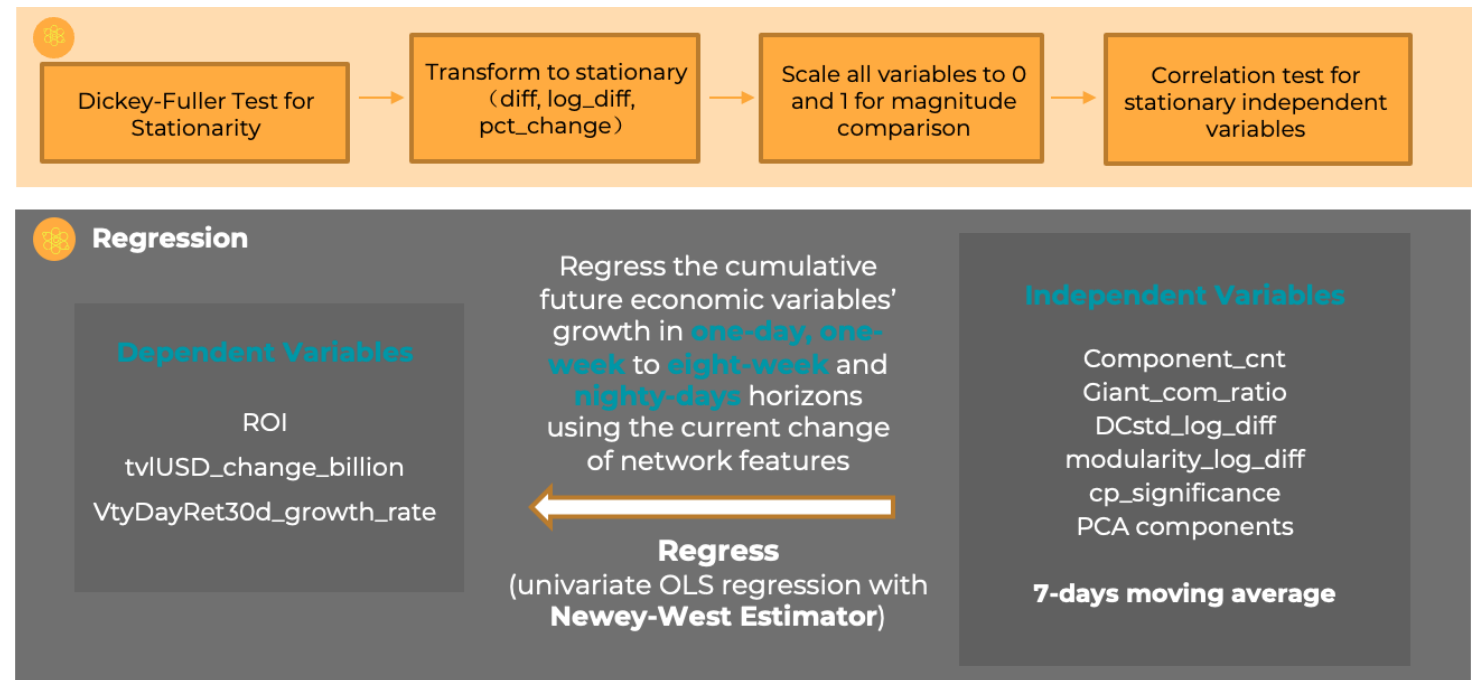 Dickey-Fuller Test for
Stationarity
Transform to stationary
（diff, log_diff,
pct_change）
Scale all variables to 0
and 1 for magnitude
comparison
Correlation test for
stationary independent
variables
Regression
Dependent Variables
ROI
tvlUSD_change_billion
VtyDayRet30d_growth_rate
Regress the cumulative
future economic variables’
growth in one-day, one-
week to eight-week and
nighty-days horizons
using the current change
of network features
Regress
(univariate OLS regression with
Newey-West Estimator)
Independent Variables
Component_cnt
Giant_com_ratio
DCstd_log_diff
modularity_log_diff
cp_significance
PCA components
7-days moving average